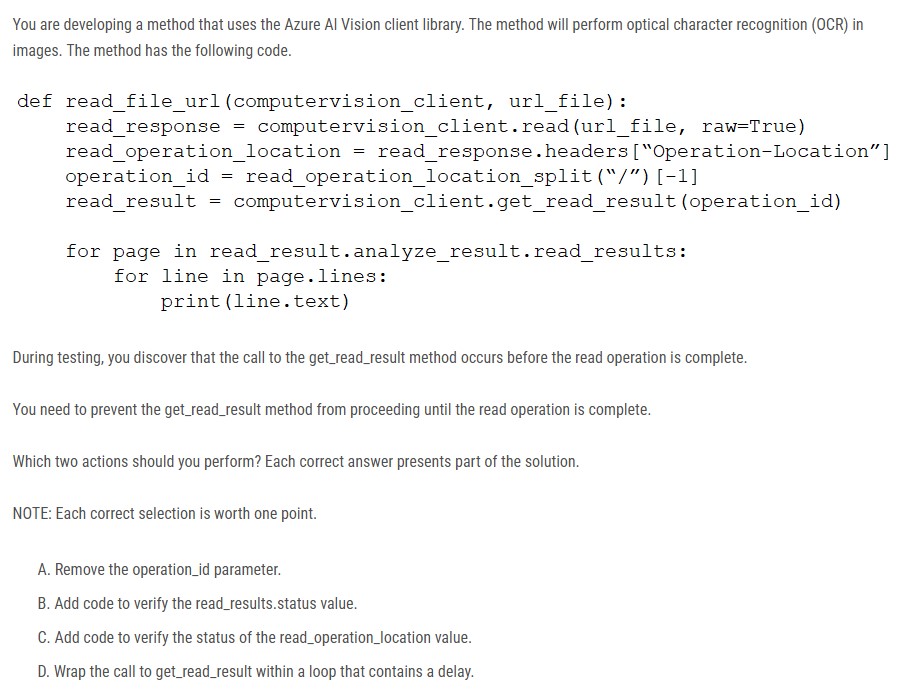 You are developing a method that uses the Azure AI Vision client library. The method will perform optical character recognition (OCR) in
images. The method has the following code.
def read_file_url(computervision_client, url_file):
read_response = computervision_client.read(url_file, raw=True)
read_operation_location = read_response.headers[“Operation-Location”]
operation_id = read_operation_location_split(“/”)[-1]
read_result = computervision_client.get_read_result(operation_id)
for page in read_result.analyze_result.read_results:
for line in page.lines:
print(line.text)
During testing, you discover that the call to the get_read_result method occurs before the read operation is complete.
You need to prevent the get_read_result method from proceeding until the read operation is complete.
Which two actions should you perform? Each correct answer presents part of the solution.
NOTE: Each correct selection is worth one point.
A. Remove the operation_id parameter.
B. Add code to verify the read_results.status value.
C. Add code to verify the status of the read_operation_location value.
D. Wrap the call to get_read_result within a loop that contains a delay.